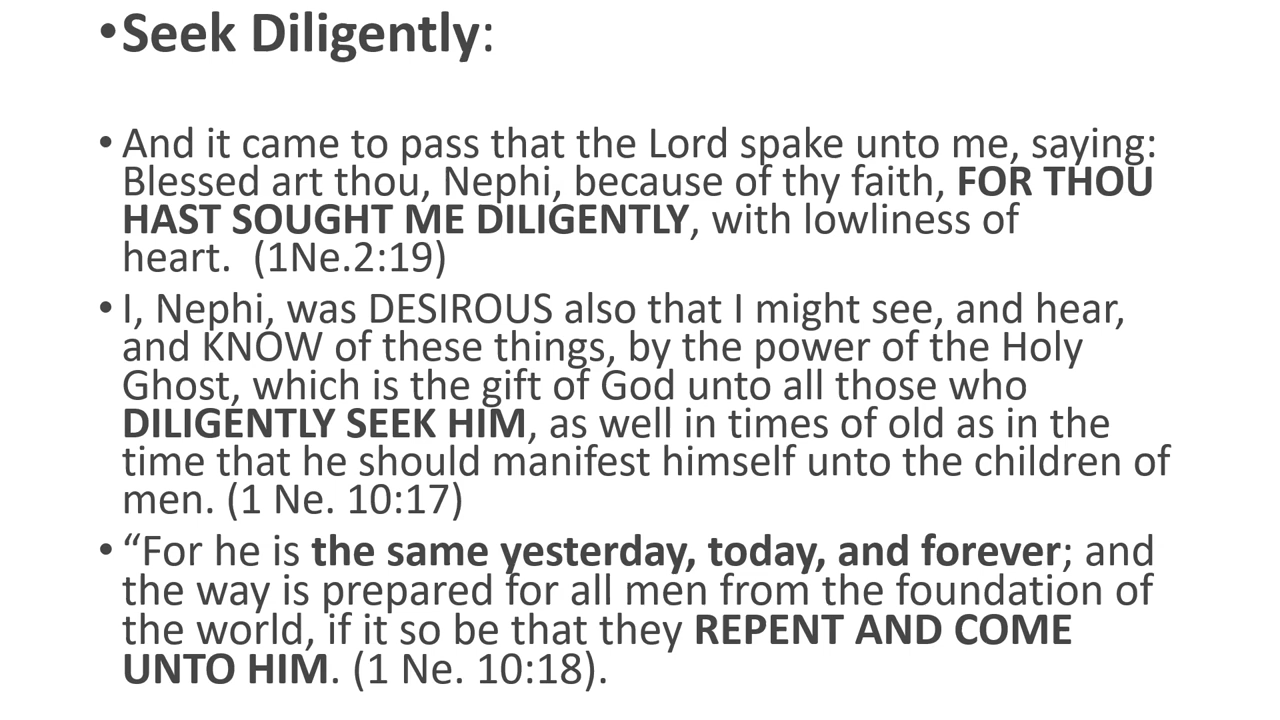 •Seek Diligently:
• And it came to pass that the Lord spake unto me, saying:
Blessed art thou, Nephi, because of thy faith, FOR THOU
HAST SOUGHT ME DILIGENTLY, with lowliness of
heart.  (1Ne.2:19)
• I, Nephi, was DESIROUS also that I might see, and hear,
and KNOW of these things, by the power of the Holy
Ghost, which is the gift of God unto all those who
DILIGENTLY SEEK HIM, as well in times of old as in the
time that he should manifest himself unto the children of
men. (1 Ne. 10:17)
• “For he is the same yesterday, today, and forever; and
the way is prepared for all men from the foundation of
the world, if it so be that they REPENT AND COME
UNTO HIM. (1 Ne. 10:18).